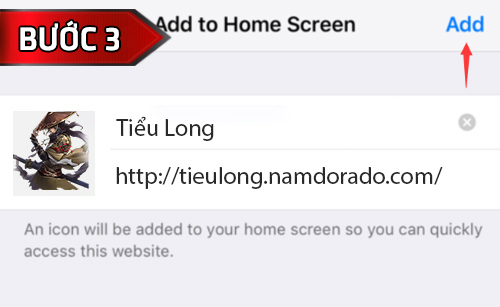 BƯỚC 3
Add to Home Screen Add
Tiểu Long
http://tieulong.namdorado.com/
An icon will be added to your home screen so you can quickly
access this website.